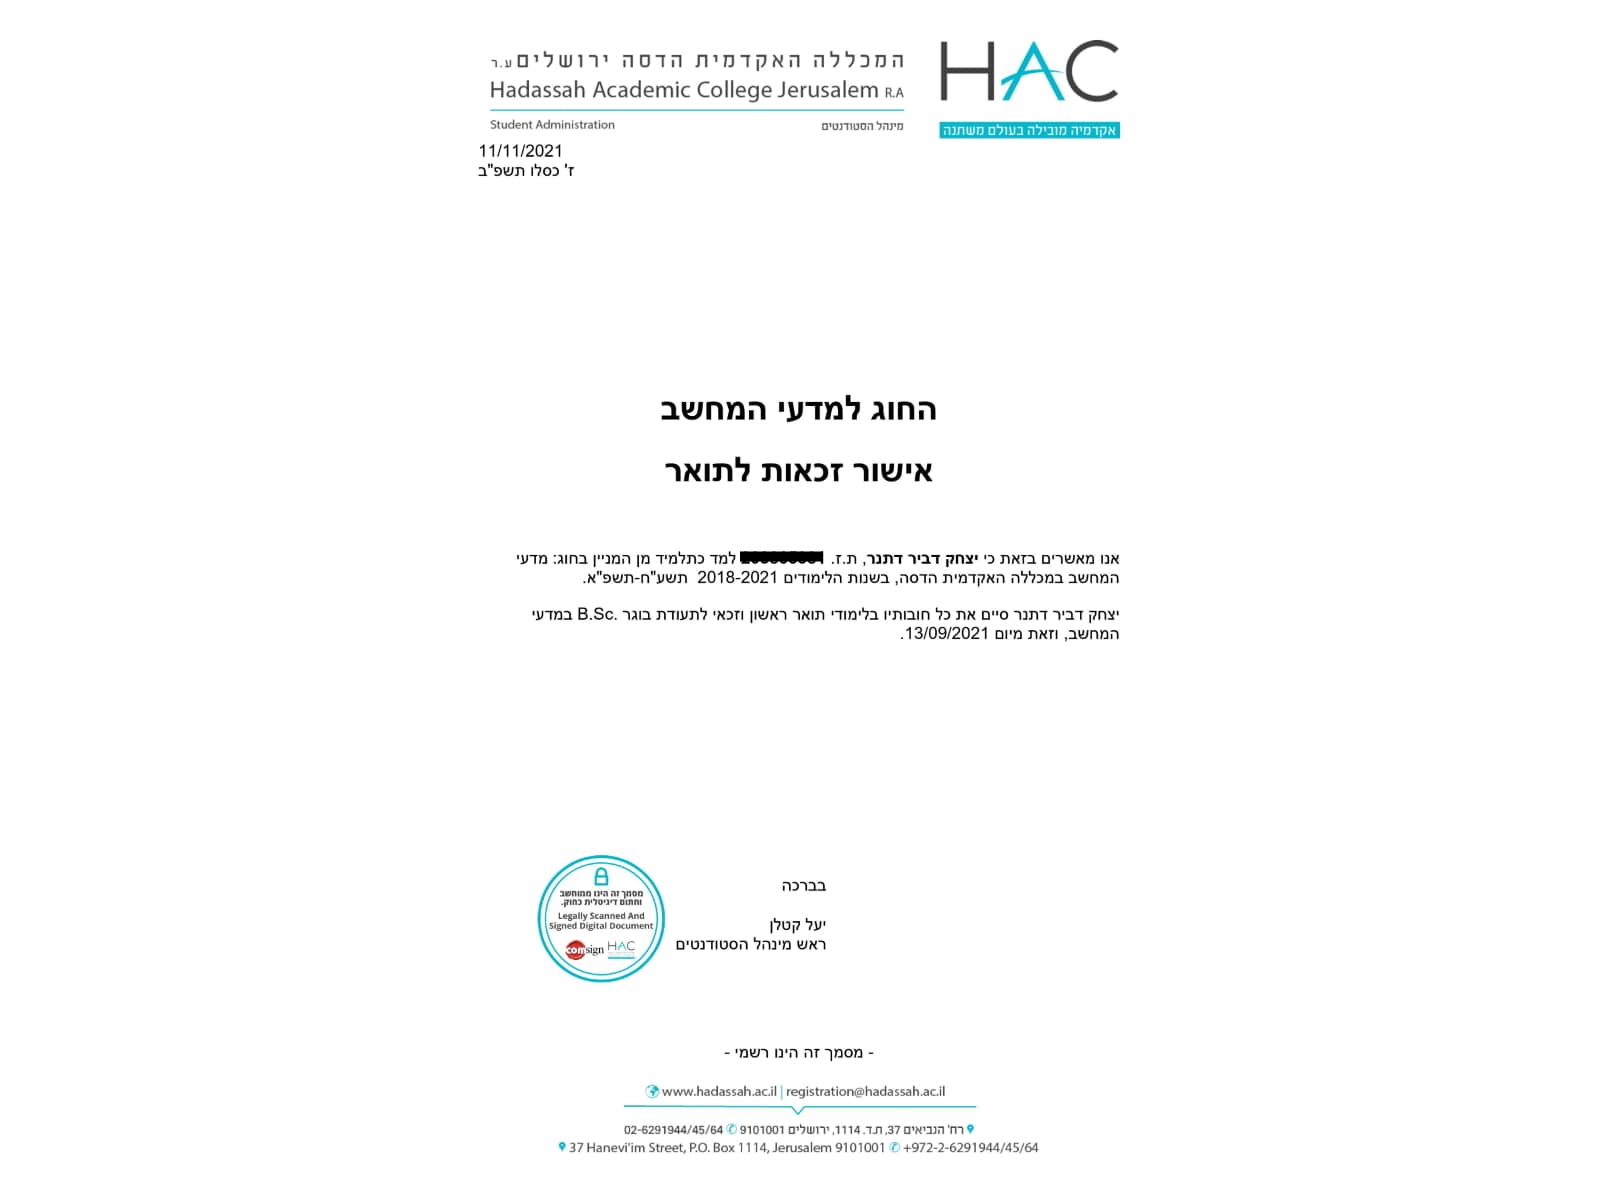 המכללה האקדמית הדסה ירושלים ע.ר
Hadassah Academic College Jerusalem R.A
Student Administration
מינהל הסטודנטים
HAC
אקדמיה מובילה בעולם משתנה
11/11/2021
ז' כסלו תשפ"ב
החוג למדעי המחשב
אישור זכאות לתואר
אנו מאשרים בזאת כי יצחק דביר דתנר, ת.ז. למד כתלמיד מן המניין בחוג: מדעי
המחשב במכללה האקדמית הדסה, בשנות הלימודים 2018-2021 תשע"ח-תשפ"א.
יצחק דביר דתנר סיים את כל חובותיו בלימודי תואר ראשון וזכאי לתעודת בוגר B.Sc. במדעי
המחשב, וזאת מיום 13/09/2021.
בברכה
יעל קטלן
ראש מינהל הסטודנטים
מסמך זה הינו ממוחשב
וחתום דיגיטלית כחוק.
Legally Scanned And
Signed Digital Document
comsign HAC
- מסמך זה הינו רשמי -
www.hadassah.ac.il | registration@hadassah.ac.il
רח' הנביאים 37, ת.ד. 1114, ירושלים 9101001 02-6291944/45/64
37 Hanevi'im Street, P.O. Box 1114, Jerusalem 9101001 +972-2-6291944/45/64